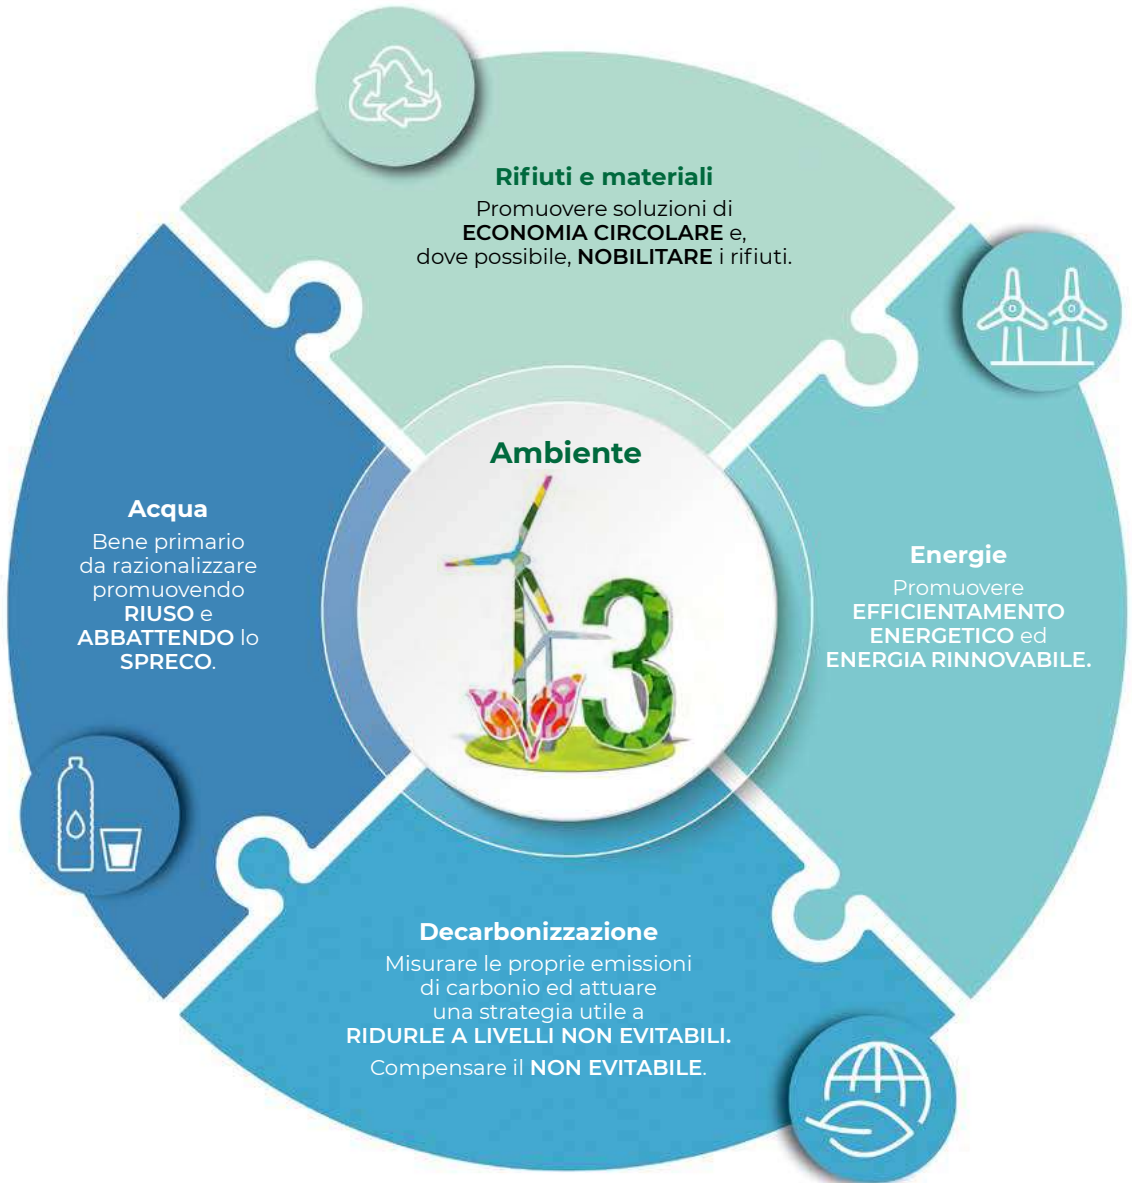 Rifiuti e materiali
Promuovere soluzioni di
ECONOMIA CIRCOLARE e,
dove possibile, NOBILITARE i rifiuti.
Ambiente
3
Acqua
Bene primario
da razionalizzare
promuovendo
RIUSO e
ABBATTENDO lo
SPRECO.
Energie
Promuovere
EFFICIENTAMENTO
ENERGETICO ed
ENERGIA RINNOVABILE.
Decarbonizzazione
Misurare le proprie emissioni
di carbonio ed attuare
una strategia utile a
RIDURLE A LIVELLI NON EVITABILI.
Compensare il NON EVITABILE.